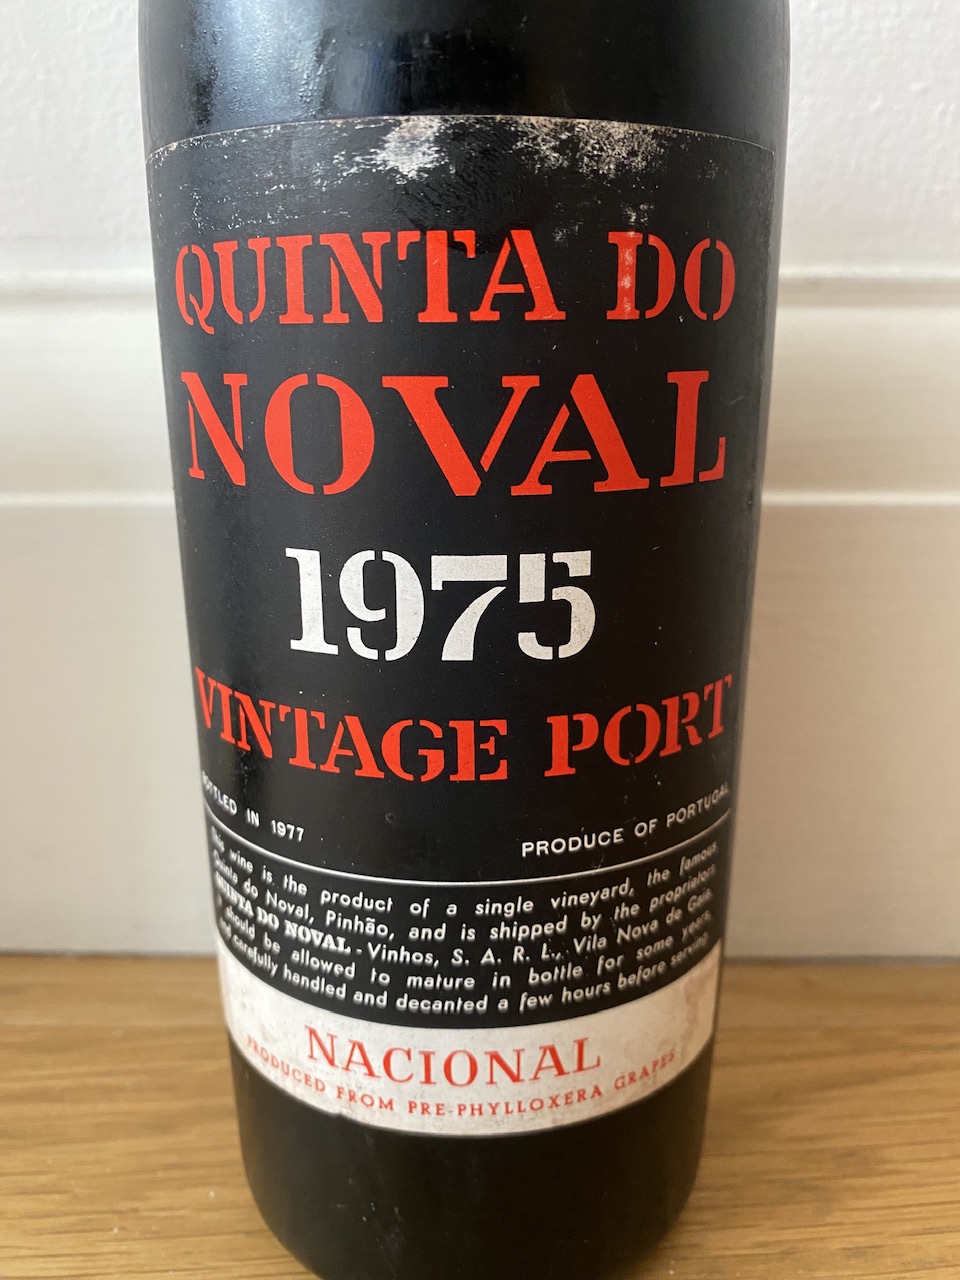 QUINTA DO
NOVAL
1975
VINTAGE PORT
BOTTLED IN 1977 PRODUCE OF PORTUGAL
This wine is the product of a single vineyard, the famous
Quinta do Noval, Pinhão, and is shipped by the proprietors
QUINTA DO NOVAL - Vinhos, S. A. R. L., Vila Nova de Gaia.
should be allowed to mature in bottle for some years,
and carefully handled and decanted a few hours before serving.
NACIONAL
PRODUCED FROM PRE-PHYLLOXERA GRAPES